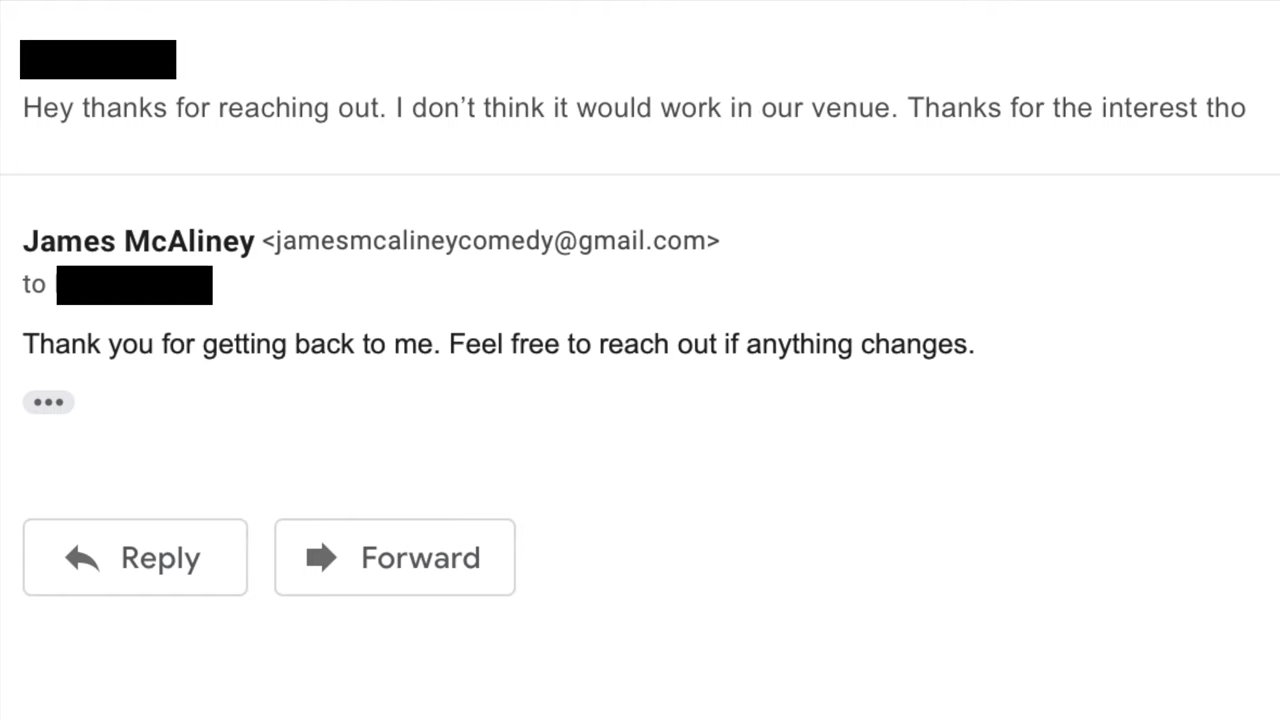 Hey thanks for reaching out. I don’t think it would work in our venue. Thanks for the interest tho
James McAliney <jamesmcalineycomedy@gmail.com>
to
Thank you for getting back to me. Feel free to reach out if anything changes.
Reply Forward